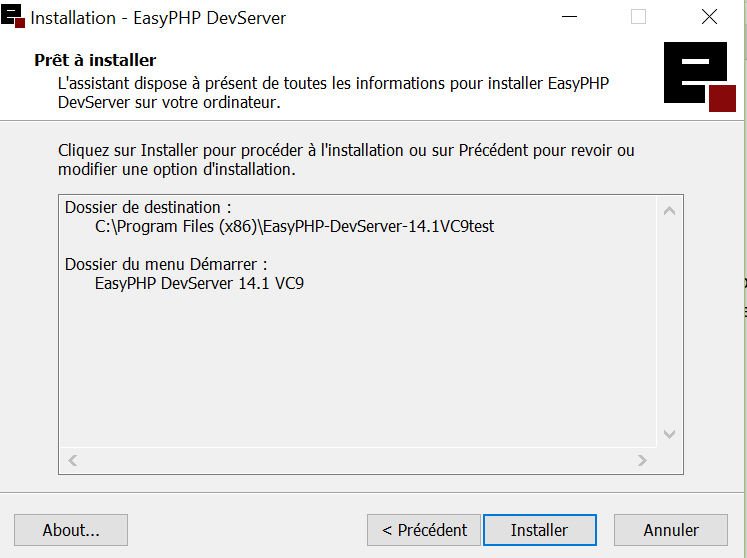 Installation - EasyPHP DevServer
Prêt à installer
L'assistant dispose à présent de toutes les informations pour installer EasyPHP
DevServer sur votre ordinateur.
Cliquez sur Installer pour procéder à l'installation ou sur Précédent pour revoir ou
modifier une option d'installation.
Dossier de destination :
C:\Program Files (x86)\EasyPHP-DevServer-14.1VC9test
Dossier du menu Démarrer :
EasyPHP DevServer 14.1 VC9
About...
< Précédent
Installer
Annuler